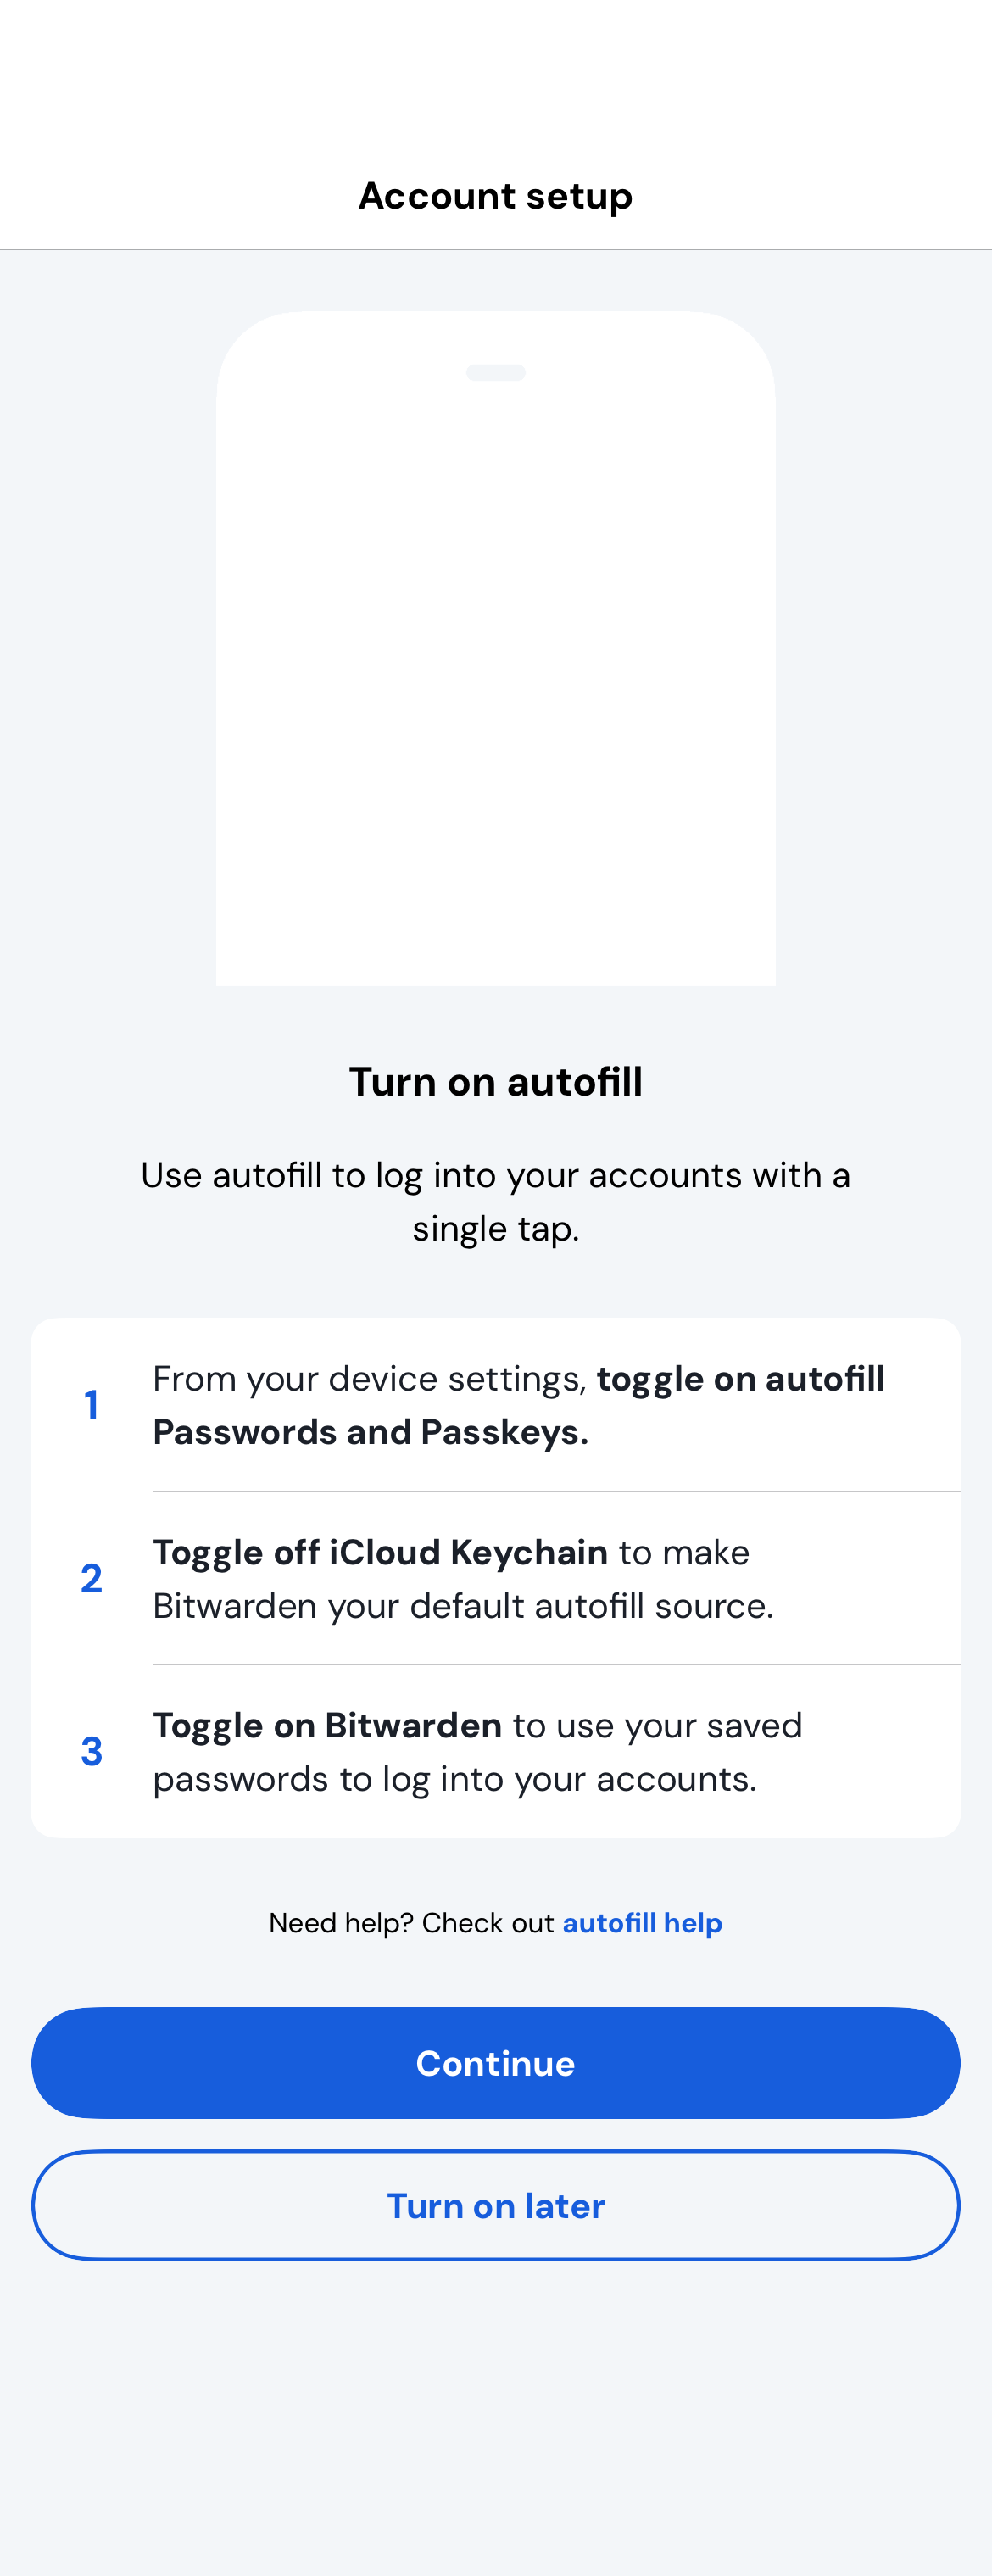 Account setup
Turn on autofill
Use autofill to log into your accounts with a
single tap.
1
From your device settings, toggle on autofill
Passwords and Passkeys.
2
Toggle off iCloud Keychain to make
Bitwarden your default autofill source.
3
Toggle on Bitwarden to use your saved
passwords to log into your accounts.
Need help? Check out autofill help
Continue
Turn on later